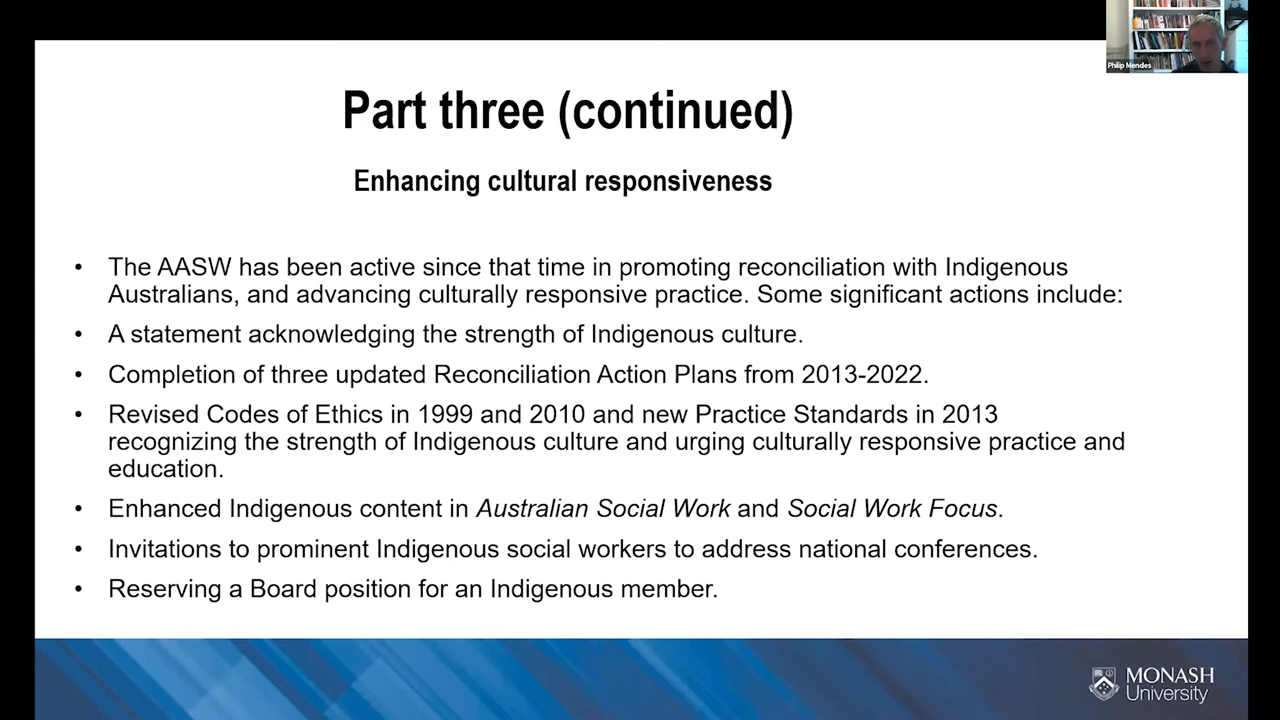 Philip Mendes
Part three (continued)
Enhancing cultural responsiveness
• The AASW has been active since that time in promoting reconciliation with Indigenous
Australians, and advancing culturally responsive practice. Some significant actions include:
• A statement acknowledging the strength of Indigenous culture.
• Completion of three updated Reconciliation Action Plans from 2013-2022.
• Revised Codes of Ethics in 1999 and 2010 and new Practice Standards in 2013
recognizing the strength of Indigenous culture and urging culturally responsive practice and
education.
• Enhanced Indigenous content in Australian Social Work and Social Work Focus.
• Invitations to prominent Indigenous social workers to address national conferences.
• Reserving a Board position for an Indigenous member.
MONASH
University